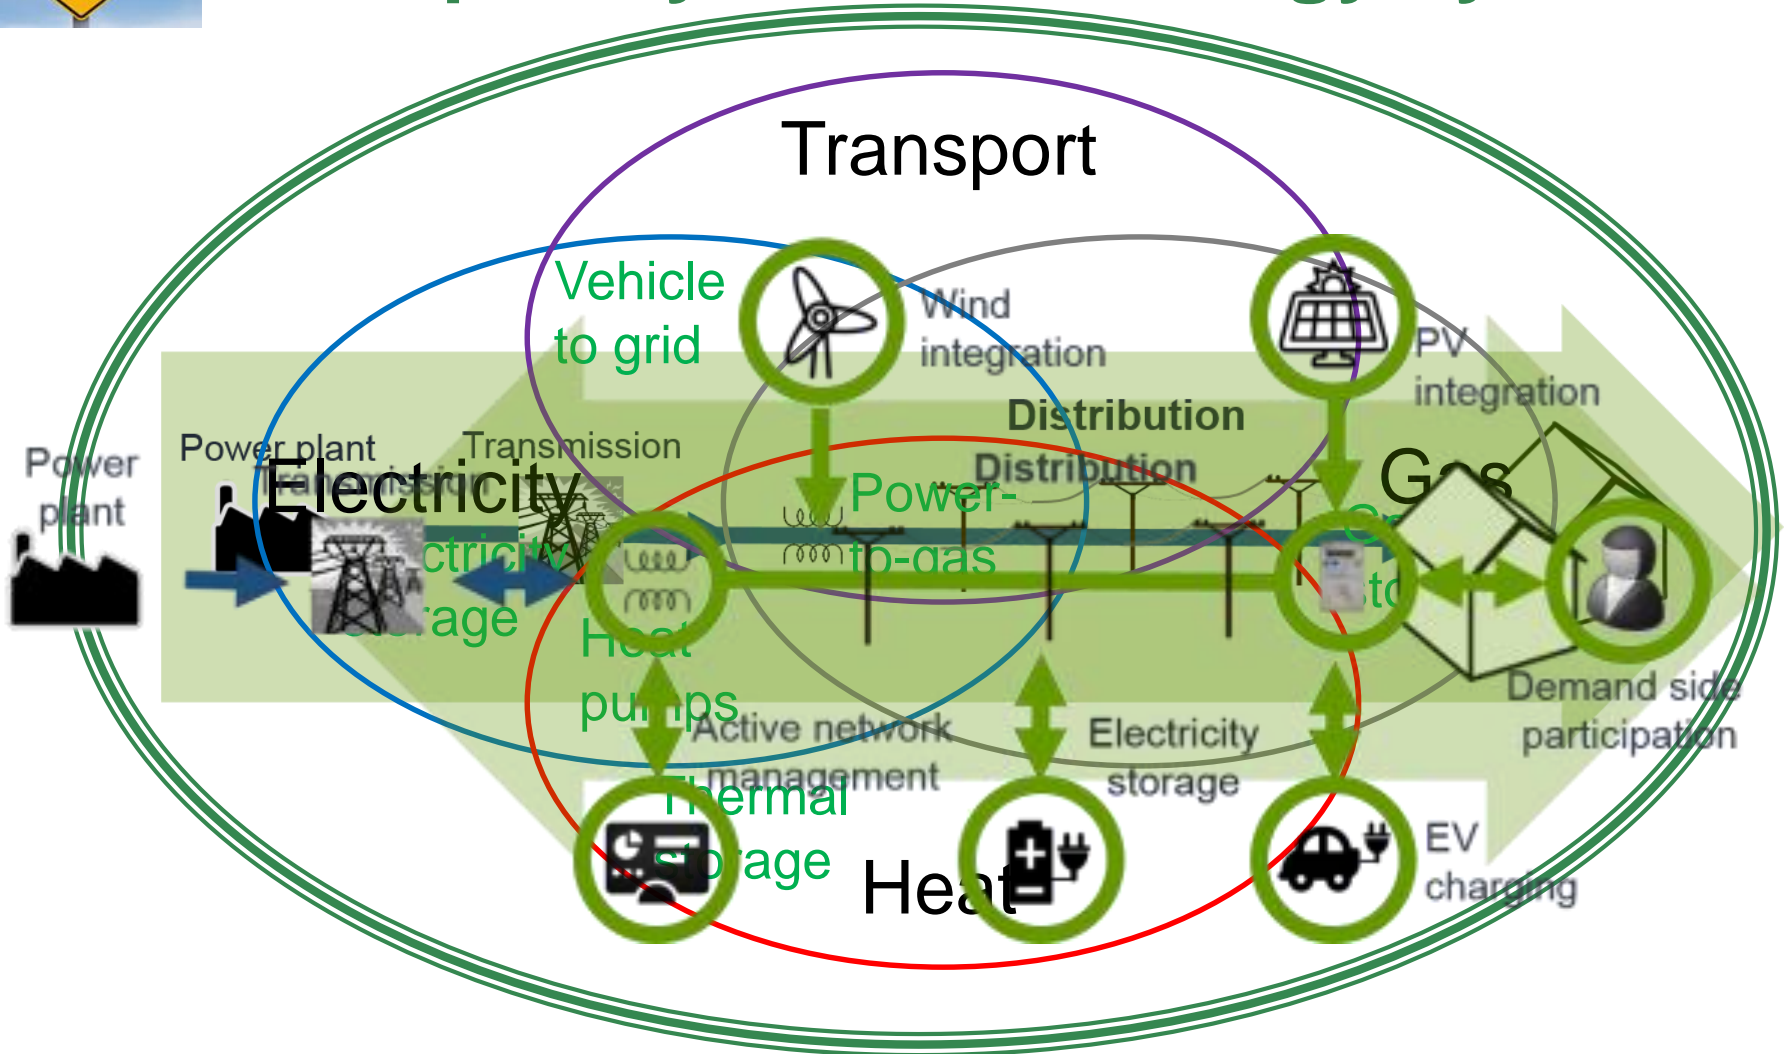 Transport
Vehicle
to grid
Wind
integration
PV
integration
Distribution
Distribution
Power plant
Transmission
Transmission
Power
plant
Electricity
Gas
Power-
to-gas
storage
Heat
pumps
Demand side
participation
Active network
management
Electricity
storage
Thermal
storage
Heat
EV
charging